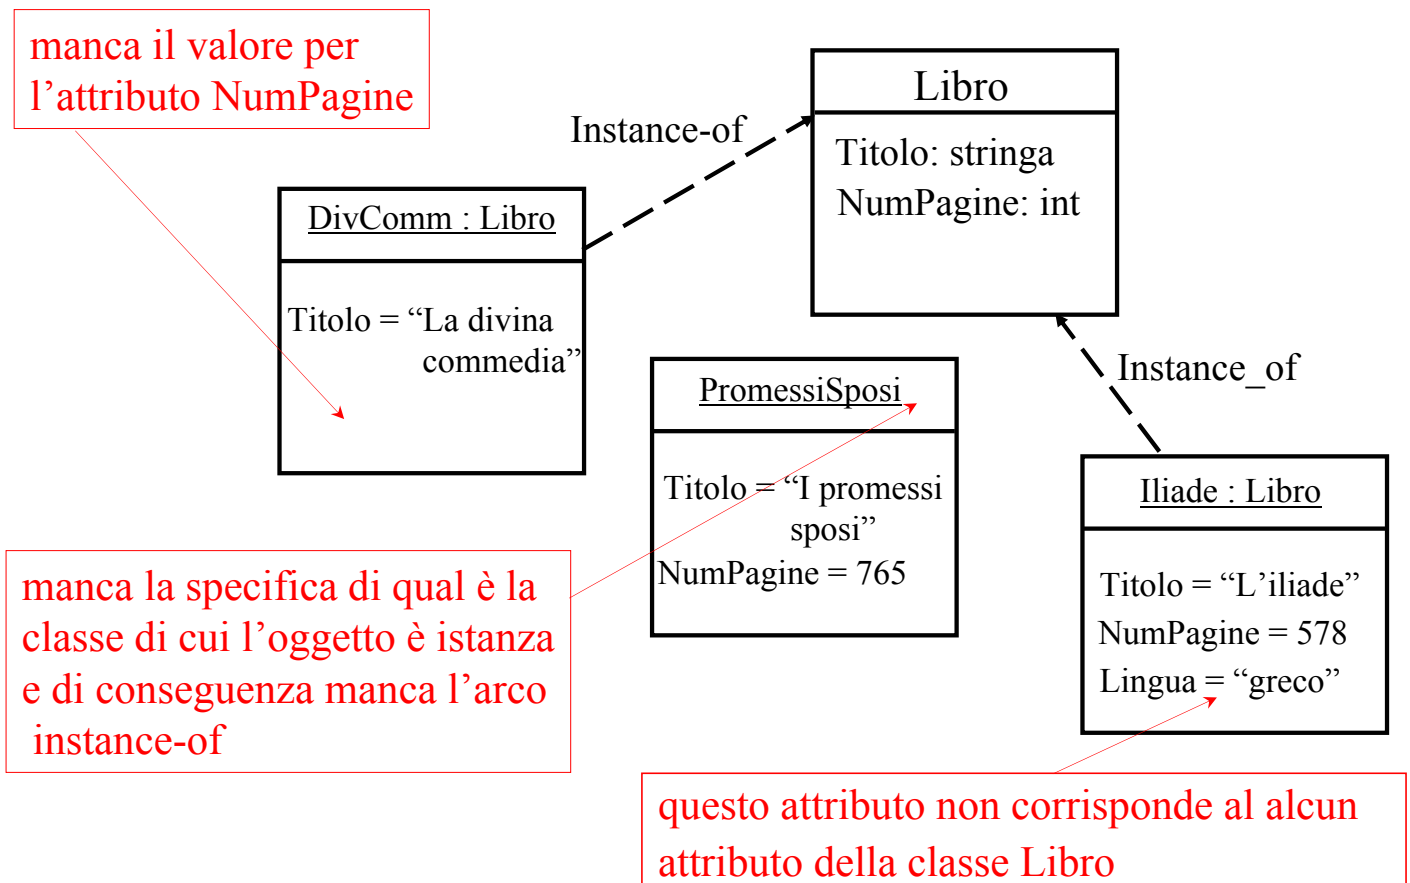 manca il valore per
l’attributo NumPagine
Libro
Titolo: stringa
NumPagine: int
Instance-of
DivComm : Libro
Titolo = “La divina
commedia”
PromessiSposi
Titolo = “I promessi
sposi”
NumPagine = 765
Instance_of
Iliade : Libro
Titolo = “L’iliade”
NumPagine = 578
Lingua = “greco”
manca la specifica di qual è la
classe di cui l’oggetto è istanza
e di conseguenza manca l’arco
instance-of
questo attributo non corrisponde al alcun
attributo della classe Libro